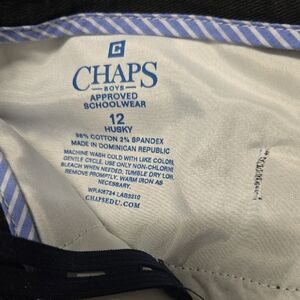 C
CHAPS
BOYS
APPROVED
SCHOOLWEAR
12
HUSKY
98% COTTON 2% SPANDEX
MADE IN DOMINICAN REPUBLIC
MACHINE WASH COLD WITH LIKE COLOR
GENTLE CYCLE. USE ONLY NON-CHLORINE
BLEACH WHEN NEEDED. TUMBLE DRY LOW
REMOVE PROMPTLY. WARM IRON AS
NECESSARY.
CHAPSEDU.COM